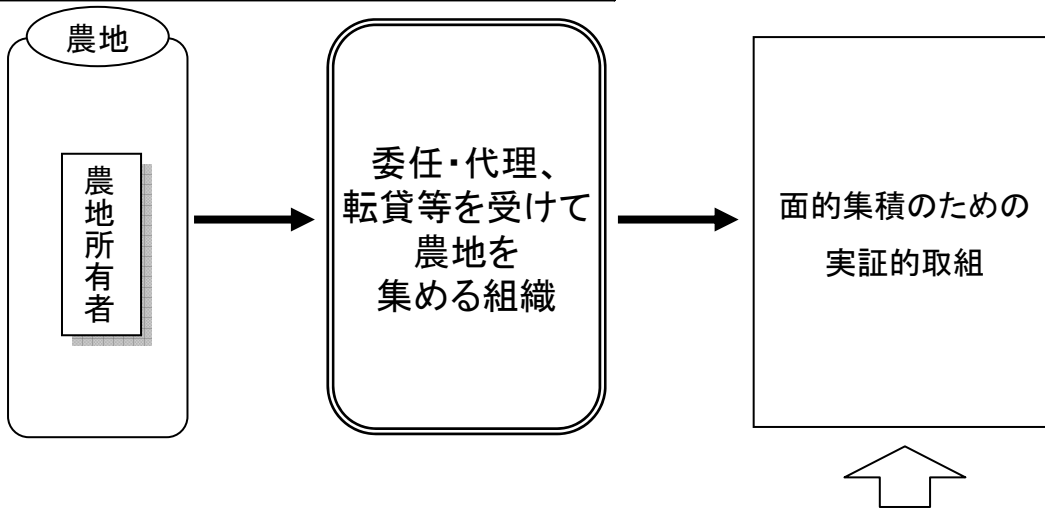 農地
農地所有者
委任・代理、
転貸等を受けて
農地を
集める組織
面的集積のための
実証的取組